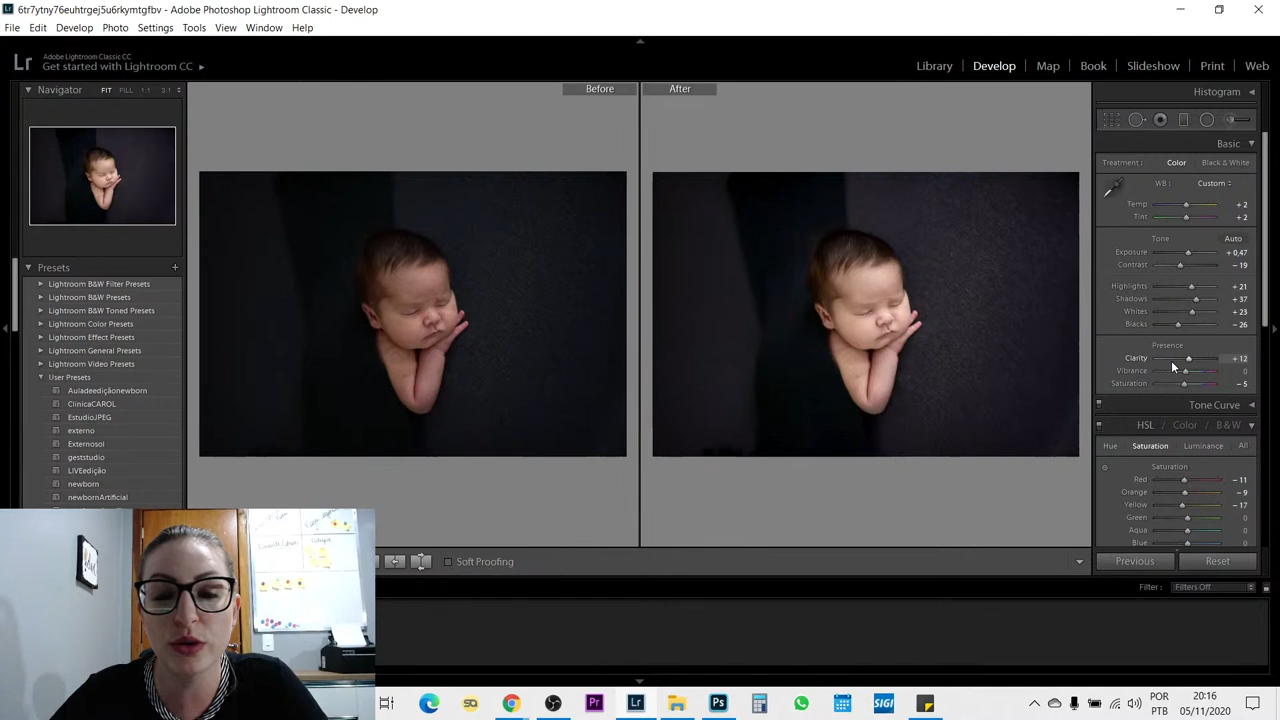 6tr7ytny76euhtrgej5u6rkymtgfbv - Adobe Photoshop Lightroom Classic - Develop
File Edit Develop Photo Settings Tools View Window Help
Lr Adobe Lightroom Classic CC
Get started with Lightroom CC
Library Develop Map Book Slideshow Print Web
Navigator FIT FILL 1:1 3:1
Before After
Histogram
Basic
Treatment: Color Black & White
WB: Custom
Temp + 2
Tint + 2
Tone Auto
Exposure + 0,47
Contrast − 19
Highlights + 21
Shadows + 37
Whites + 23
Blacks − 26
Presence
Clarity + 12
Vibrance 0
Saturation − 5
Tone Curve
HSL / Color / B&W
Hue Saturation Luminance All
Saturation
Red − 11
Orange − 9
Yellow − 17
Green 0
Aqua 0
Blue 0
Previous Reset
Presets
Lightroom B&W Filter Presets
Lightroom B&W Presets
Lightroom B&W Toned Presets
Lightroom Color Presets
Lightroom Effect Presets
Lightroom General Presets
Lightroom Video Presets
User Presets
Auladeediçãonewborn
ClinicaCAROL
EstudioJPEG
externo
Externosol
geststudio
LIVEedição
newborn
newbornArtificial
Soft Proofing
Filter : Filters Off
Pr Lr Ps SIGI
POR
PTB
20:16
05/11/2020